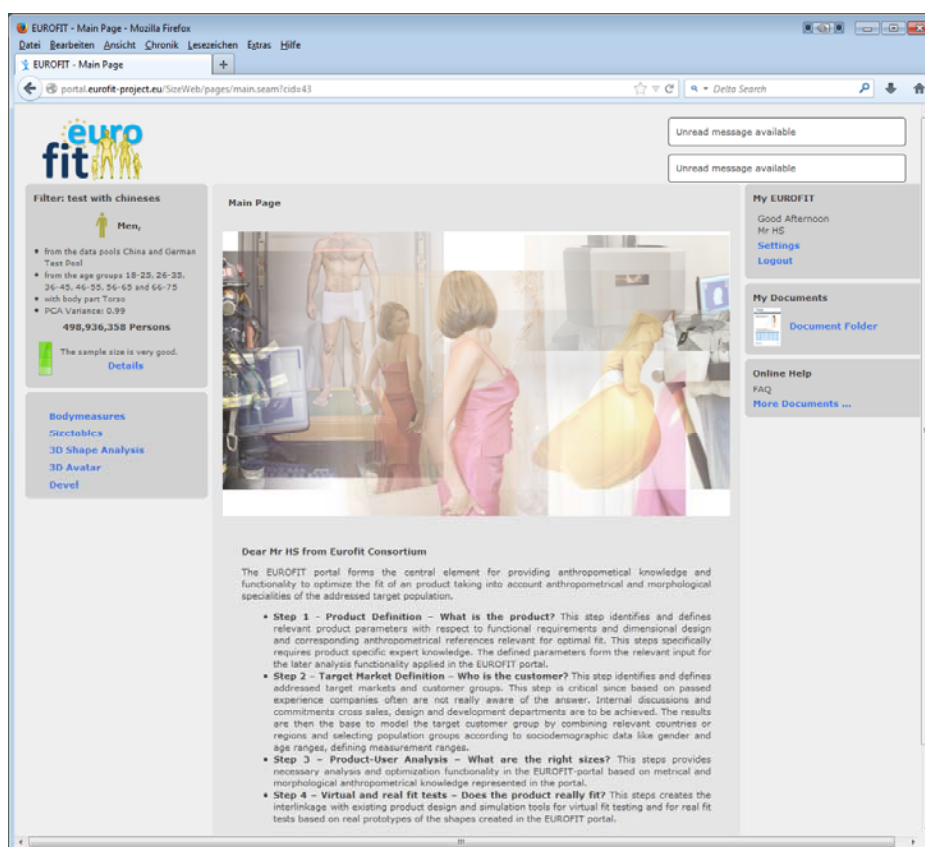 EUROFIT - Main Page - Mozilla Firefox
Datei Bearbeiten Ansicht Chronik Lesezeichen Extras Hilfe
EUROFIT - Main Page
portal.eurofit-project.eu/SizeWeb/pages/main.seam?cid=43
Delta Search
euro
fit
Unread message available
Unread message available
Filter: test with chineses
Men,
from the data pools China and German
Test Pool
from the age groups 18-25, 26-35,
36-45, 46-55, 56-65 and 66-75
with body part Torso
PCA Variance: 0.99
498,936,358 Persons
The sample size is very good.
Details
Bodymeasures
Sizetables
3D Shape Analysis
3D Avatar
Devel
Main Page
Dear Mr HS from Eurofit Consortium
The EUROFIT portal forms the central element for providing anthropometical knowledge and
functionality to optimize the fit of an product taking into account anthropometrical and morphological
specialities of the addressed target population.
Step 1 - Product Definition – What is the product? This step identifies and defines
relevant product parameters with respect to functional requirements and dimensional design
and corresponding anthropometrical references relevant for optimal fit. This steps specifically
requires product specific expert knowledge. The defined parameters form the relevant input for
the later analysis functionality applied in the EUROFIT portal.
Step 2 – Target Market Definition – Who is the customer? This step identifies and defines
addressed target markets and customer groups. This step is critical since based on passed
experience companies often are not really aware of the answer. Internal discussions and
commitments cross sales, design and development departments are to be achieved. The results
are then the base to model the target customer group by combining relevant countries or
regions and selecting population groups according to sociodemographic data like gender and
age ranges, defining measurement ranges.
Step 3 – Product-User Analysis – What are the right sizes? This steps provides
necessary analysis and optimization functionality in the EUROFIT-portal based on metrical and
morphological anthropometrical knowledge represented in the portal.
Step 4 – Virtual and real fit tests – Does the product really fit? This steps creates the
interlinkage with existing product design and simulation tools for virtual fit testing and for real fit
tests based on real prototypes of the shapes created in the EUROFIT portal.
My EUROFIT
Good Afternoon
Mr HS
Settings
Logout
My Documents
Document Folder
Online Help
FAQ
More Documents ...